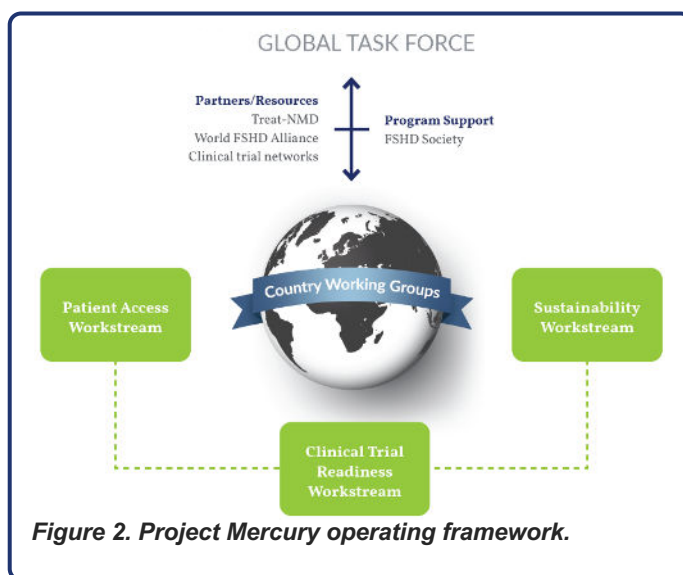 GLOBAL TASK FORCE
Partners/Resources
Treat-NMD
World FSHD Alliance
Clinical trial networks
Program Support
FSHD Society
Country Working Groups
Patient Access
Workstream
Sustainability
Workstream
Clinical Trial
Readiness
Workstream
Figure 2. Project Mercury operating framework.